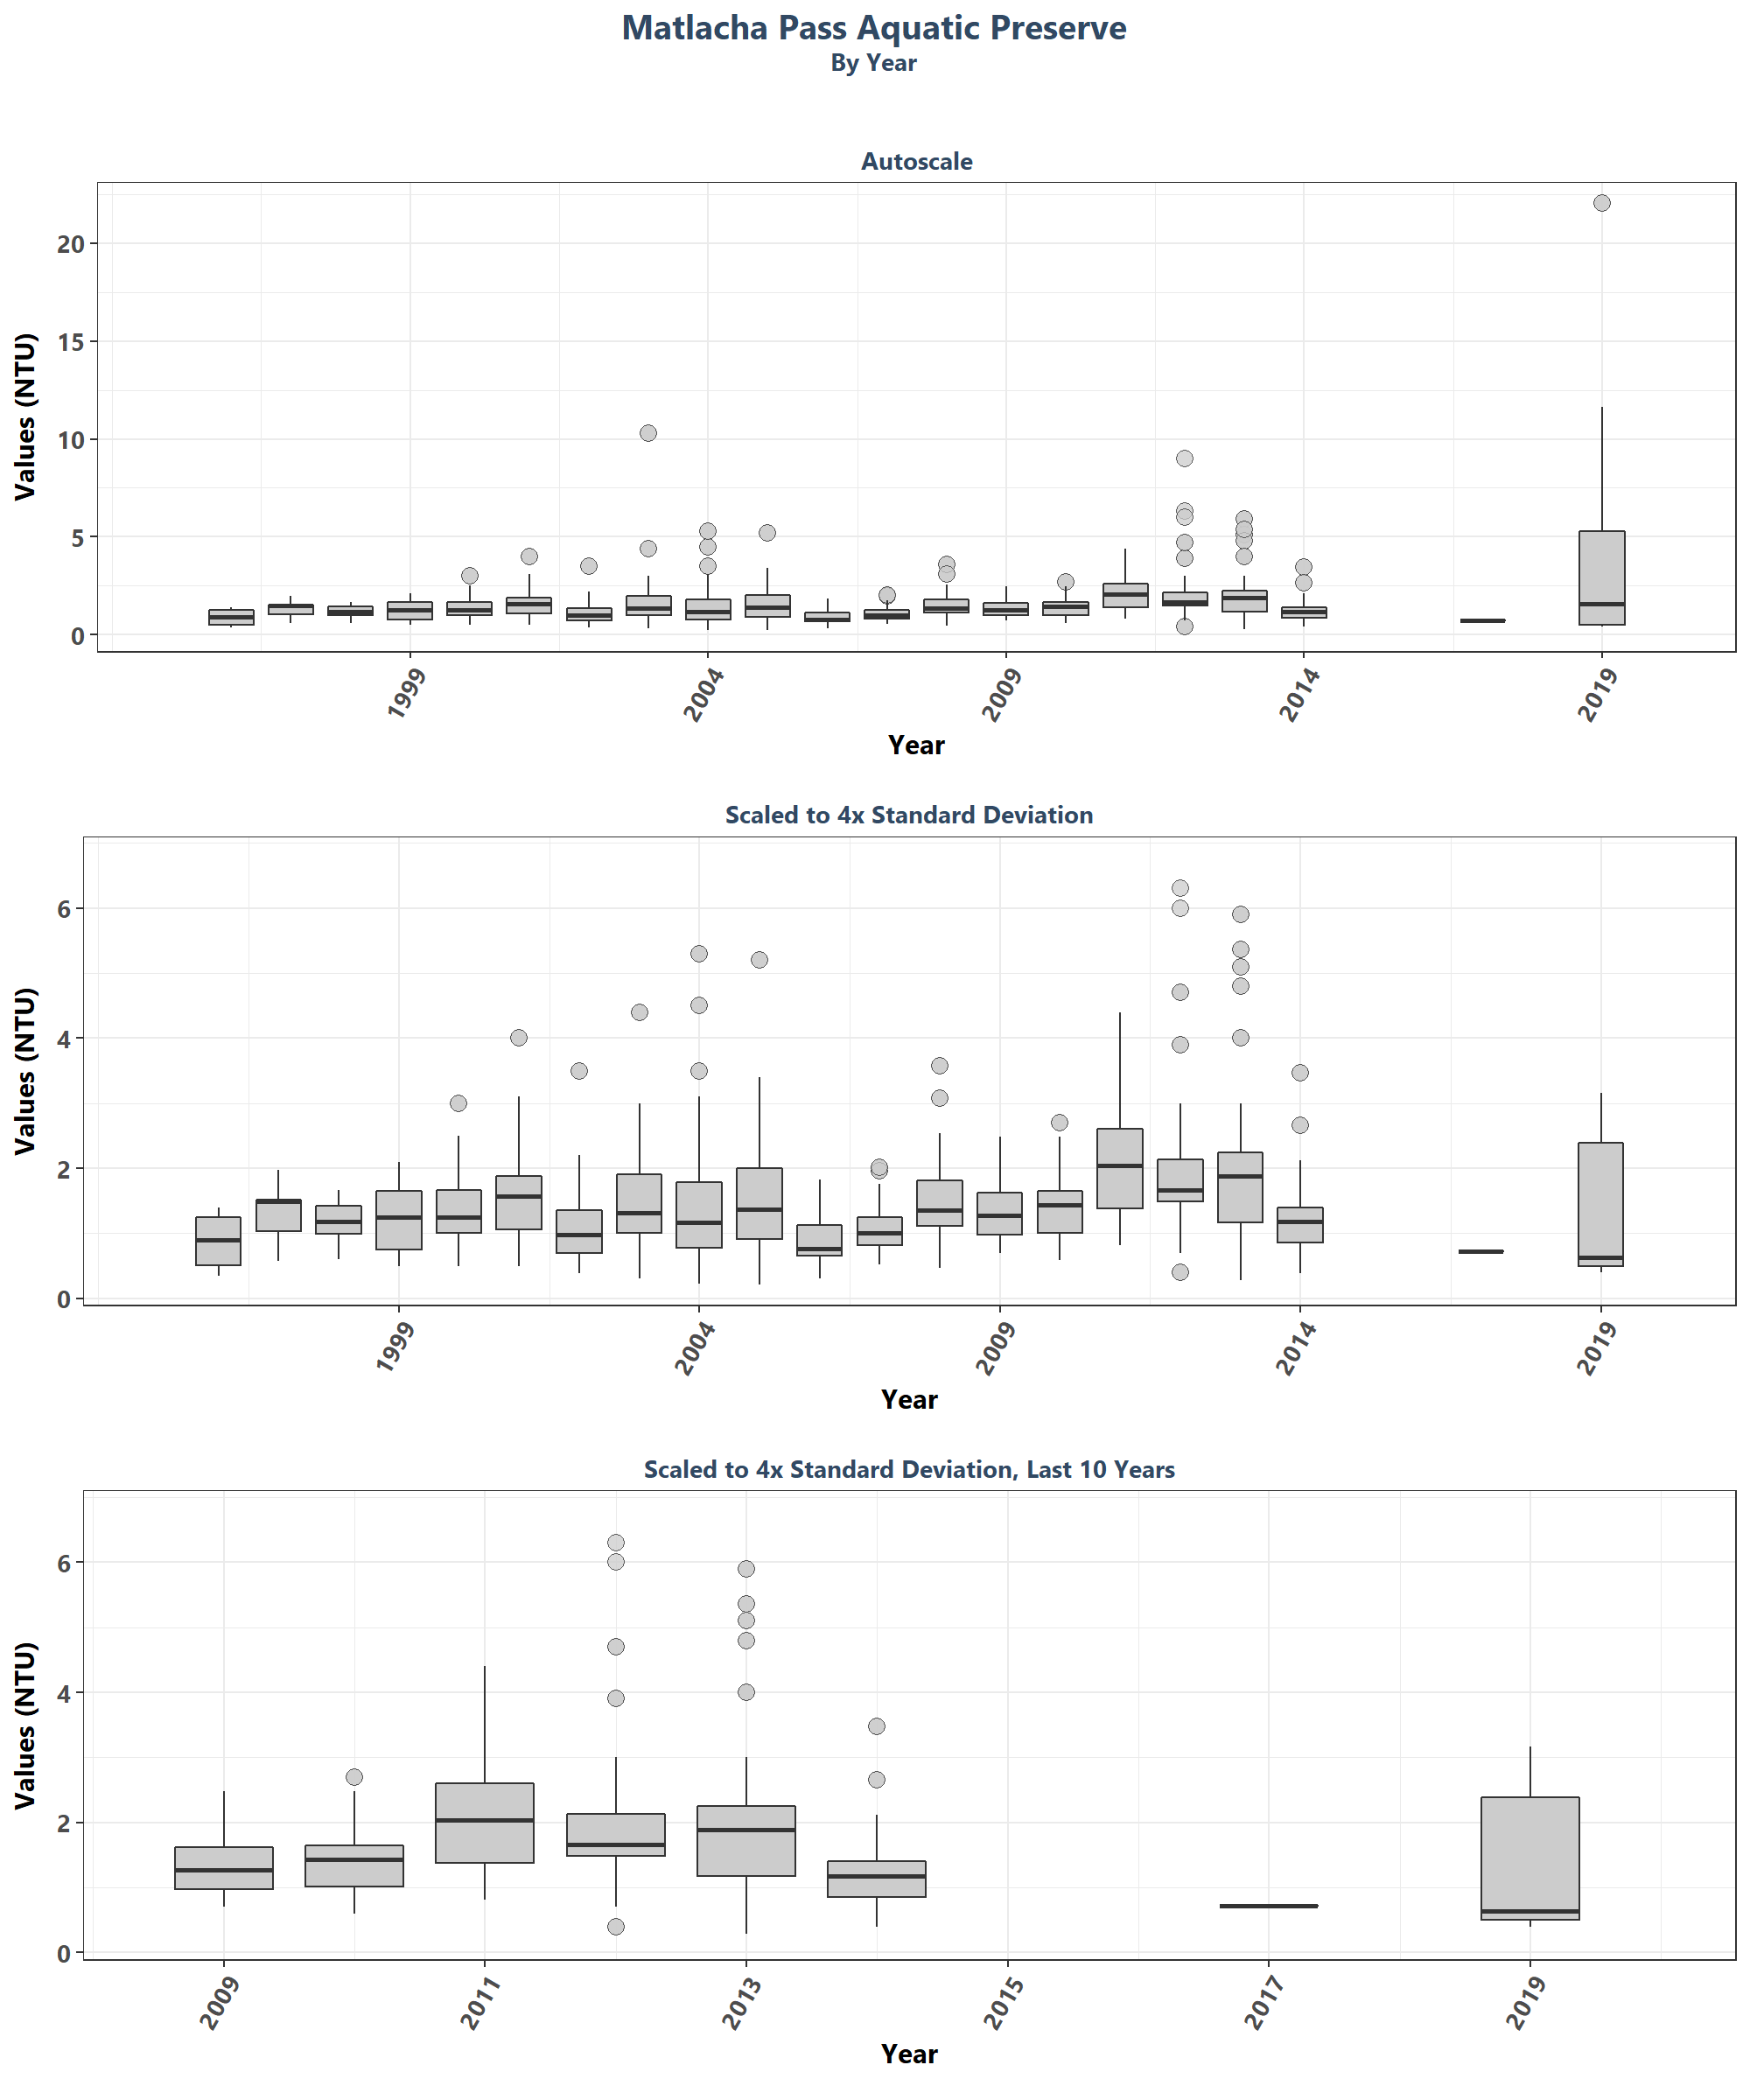 Matlacha Pass Aquatic Preserve
By Year
Autoscale
Values (NTU)
20
15
10
5
0
1999
2004
2009
2014
2019
Year
Scaled to 4x Standard Deviation
Values (NTU)
6
4
2
0
1999
2004
2009
2014
2019
Year
Scaled to 4x Standard Deviation, Last 10 Years
Values (NTU)
6
4
2
0
2009
2011
2013
2015
2017
2019
Year